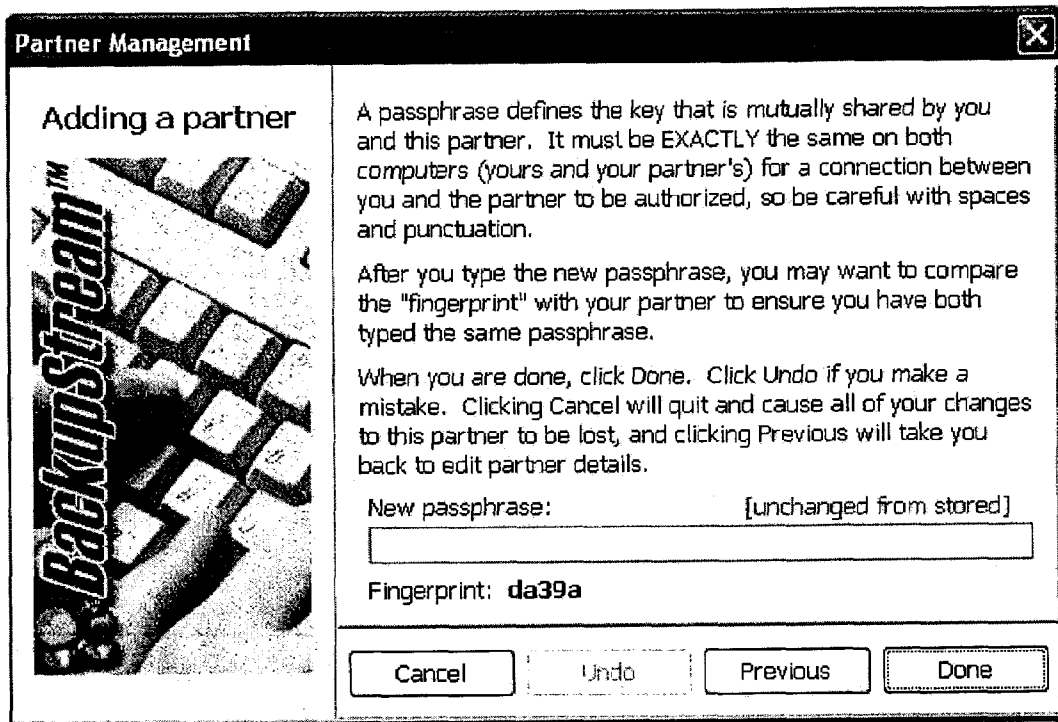 Partner Management
Adding a partner
BackupStream™
A passphrase defines the key that is mutually shared by you
and this partner. It must be EXACTLY the same on both
computers (yours and your partner's) for a connection between
you and the partner to be authorized, so be careful with spaces
and punctuation.
After you type the new passphrase, you may want to compare
the "fingerprint" with your partner to ensure you have both
typed the same passphrase.
When you are done, click Done. Click Undo if you make a
mistake. Clicking Cancel will quit and cause all of your changes
to this partner to be lost, and clicking Previous will take you
back to edit partner details.
New passphrase: [unchanged from stored]
Fingerprint: da39a
Cancel Undo Previous Done